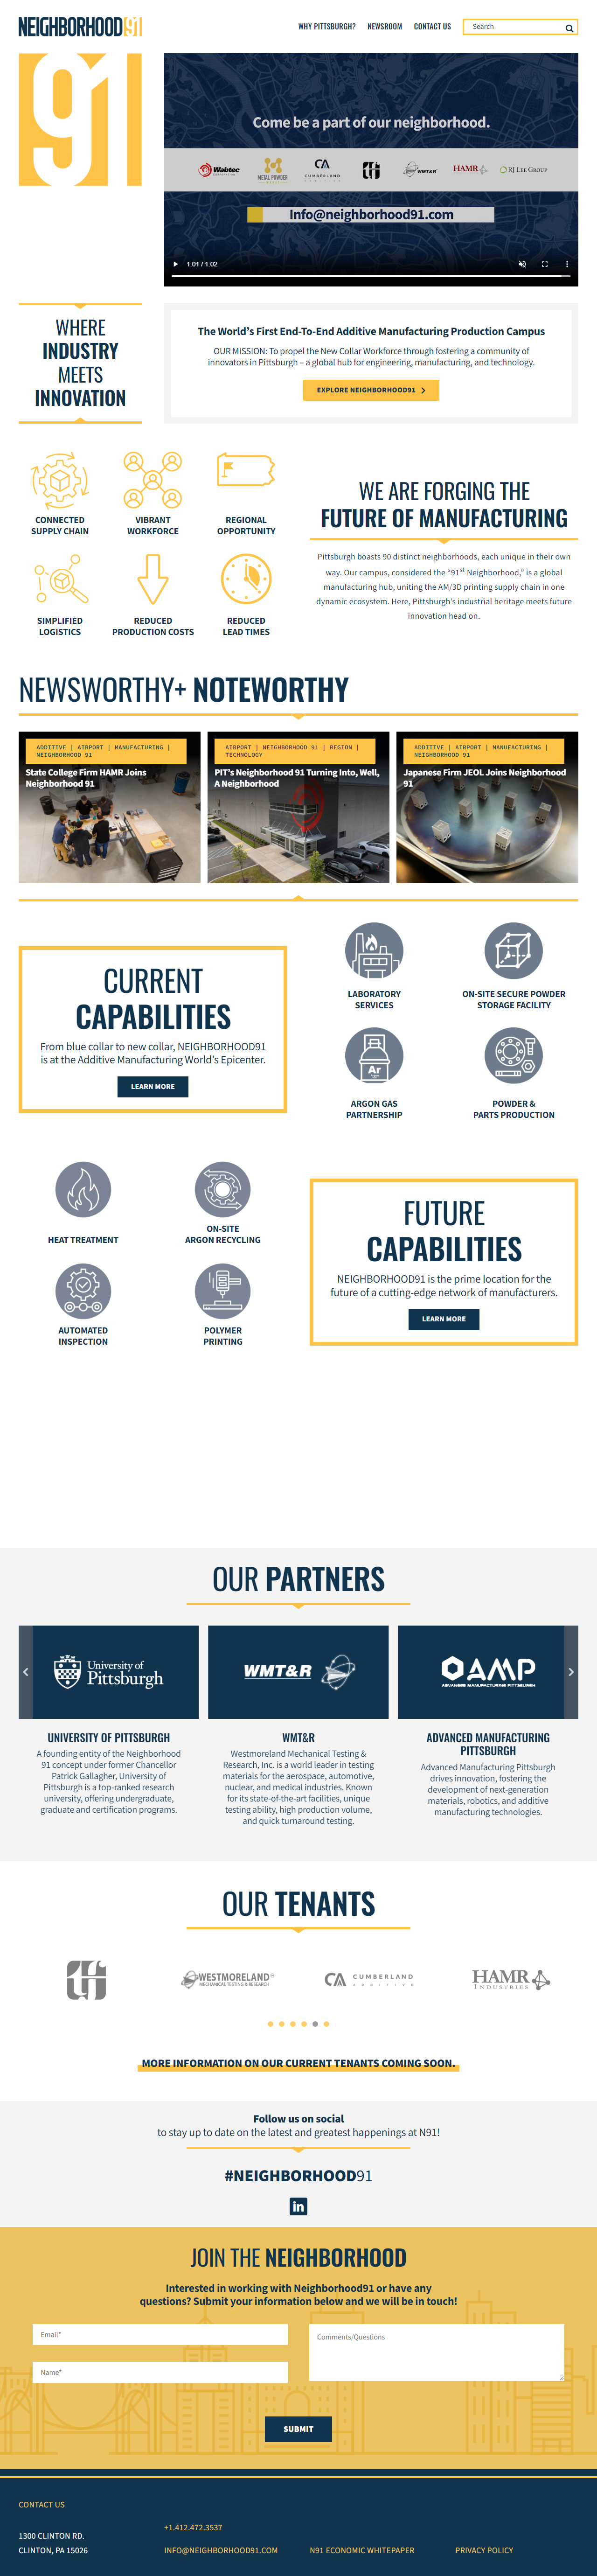 NEIGHBORHOOD91
WHY PITTSBURGH?
NEWSROOM
CONTACT US
Search
91
Come be a part of our neighborhood.
Wabtec
METAL POWDER
CA
CUMBERLAND
WMT&R
HAMR
RJ LEE GROUP
Info@neighborhood91.com
1:01 / 1:02
WHERE
INDUSTRY
MEETS
INNOVATION
The World's First End-To-End Additive Manufacturing Production Campus
OUR MISSION: To propel the New Collar Workforce through fostering a community of
innovators in Pittsburgh – a global hub for engineering, manufacturing, and technology.
EXPLORE NEIGHBORHOOD91
CONNECTED
SUPPLY CHAIN
VIBRANT
WORKFORCE
REGIONAL
OPPORTUNITY
SIMPLIFIED
LOGISTICS
REDUCED
PRODUCTION COSTS
REDUCED
LEAD TIMES
WE ARE FORGING THE
FUTURE OF MANUFACTURING
Pittsburgh boasts 90 distinct neighborhoods, each unique in their own
way. Our campus, considered the "91st Neighborhood," is a global
manufacturing hub, uniting the AM/3D printing supply chain in one
dynamic ecosystem. Here, Pittsburgh's industrial heritage meets future
innovation head on.
NEWSWORTHY+ NOTEWORTHY
ADDITIVE | AIRPORT | MANUFACTURING |
NEIGHBORHOOD 91
State College Firm HAMR Joins
Neighborhood 91
AIRPORT | NEIGHBORHOOD 91 | REGION |
TECHNOLOGY
PIT's Neighborhood 91 Turning Into, Well,
A Neighborhood
ADDITIVE | AIRPORT | MANUFACTURING |
NEIGHBORHOOD 91
Japanese Firm JEOL Joins Neighborhood
91
CURRENT
CAPABILITIES
From blue collar to new collar, NEIGHBORHOOD91
is at the Additive Manufacturing World's Epicenter.
LEARN MORE
LABORATORY
SERVICES
ON-SITE SECURE POWDER
STORAGE FACILITY
Ar
ARGON GAS
PARTNERSHIP
POWDER &
PARTS PRODUCTION
HEAT TREATMENT
ON-SITE
ARGON RECYCLING
AUTOMATED
INSPECTION
POLYMER
PRINTING
FUTURE
CAPABILITIES
NEIGHBORHOOD91 is the prime location for the
future of a cutting-edge network of manufacturers.
LEARN MORE
OUR PARTNERS
University of
Pittsburgh
WMT&R
AMP
ADVANCED MANUFACTURING PITTSBURGH
UNIVERSITY OF PITTSBURGH
A founding entity of the Neighborhood
91 concept under former Chancellor
Patrick Gallagher, University of
Pittsburgh is a top-ranked research
university, offering undergraduate,
graduate and certification programs.
WMT&R
Westmoreland Mechanical Testing &
Research, Inc. is a world leader in testing
materials for the aerospace, automotive,
nuclear, and medical industries. Known
for its state-of-the-art facilities, unique
testing ability, high production volume,
and quick turnaround testing.
ADVANCED MANUFACTURING
PITTSBURGH
Advanced Manufacturing Pittsburgh
drives innovation, fostering the
development of next-generation
materials, robotics, and additive
manufacturing technologies.
OUR TENANTS
WESTMORELAND®
MECHANICAL TESTING & RESEARCH
CA CUMBERLAND
ADDITIVE
HAMR
INDUSTRIES
MORE INFORMATION ON OUR CURRENT TENANTS COMING SOON.
Follow us on social
to stay up to date on the latest and greatest happenings at N91!
#NEIGHBORHOOD91
in
JOIN THE NEIGHBORHOOD
Interested in working with Neighborhood91 or have any
questions? Submit your information below and we will be in touch!
Email*
Comments/Questions
Name*
SUBMIT
CONTACT US
1300 CLINTON RD.
CLINTON, PA 15026
+1.412.472.3537
INFO@NEIGHBORHOOD91.COM
N91 ECONOMIC WHITEPAPER
PRIVACY POLICY